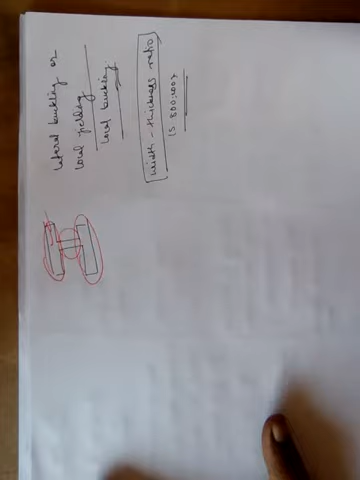 lateral buckling or
local yielding
local buckling.
width - thickness ratio
IS 800:2007